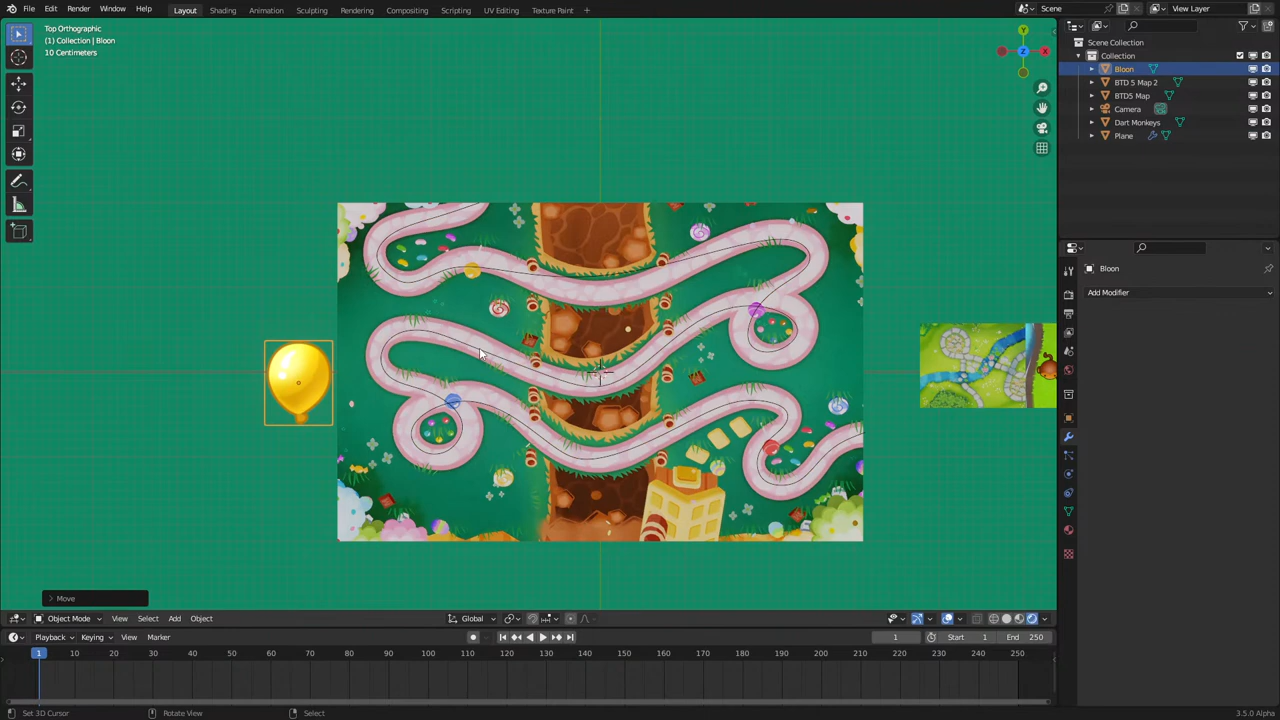 File Edit Render Window Help Layout Shading Animation Sculpting Rendering Compositing Scripting UV Editing Texture Paint Scene View Layer
Top Orthographic
(1) Collection | Bloon
10 Centimeters
Y
X
Z
Scene Collection
Collection
Bloon
BTD 5 Map 2
BTD5 Map
Camera
Dart Monkeys
Plane
Bloon
Add Modifier
Move
Object Mode View Select Add Object Global
Playback Keying View Marker 1 Start 1 End 250
1 10 20 30 40 50 60 70 80 90 100 110 120 130 140 150 160 170 180 190 200 210 220 230 240 250
Set 3D Cursor Rotate View Select 3.5.0 Alpha